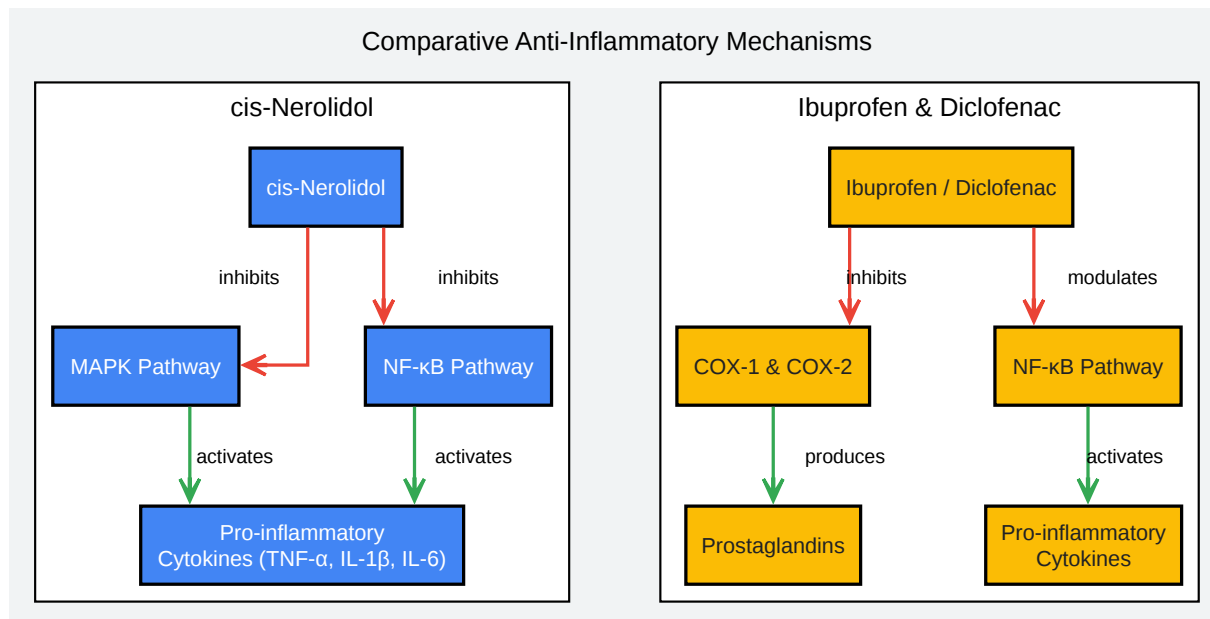 Comparative Anti-Inflammatory Mechanisms
cis-Nerolidol
cis-Nerolidol
inhibits
inhibits
MAPK Pathway
NF-κB Pathway
activates
activates
Pro-inflammatory
Cytokines (TNF-α, IL-1β, IL-6)
Ibuprofen & Diclofenac
Ibuprofen / Diclofenac
inhibits
modulates
COX-1 & COX-2
NF-κB Pathway
produces
activates
Prostaglandins
Pro-inflammatory
Cytokines